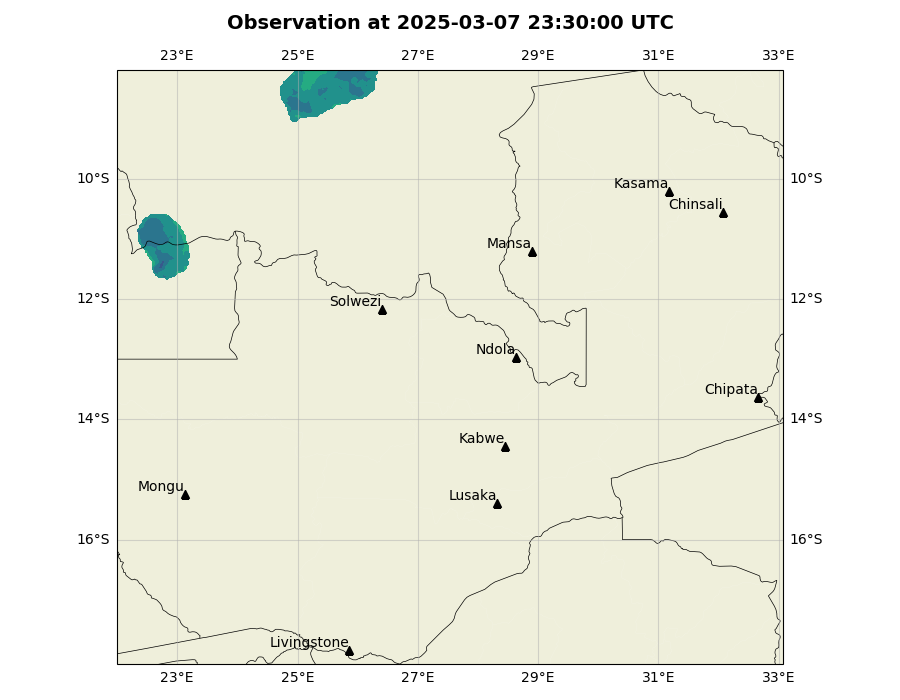 Observation at 2025-03-07 23:30:00 UTC
23°E 25°E 27°E 29°E 31°E 33°E
10°S 10°S
Kasama
Chinsali
Mansa
12°S 12°S
Solwezi
Ndola
Chipata
14°S 14°S
Kabwe
Mongu
Lusaka
16°S 16°S
Livingstone
23°E 25°E 27°E 29°E 31°E 33°E